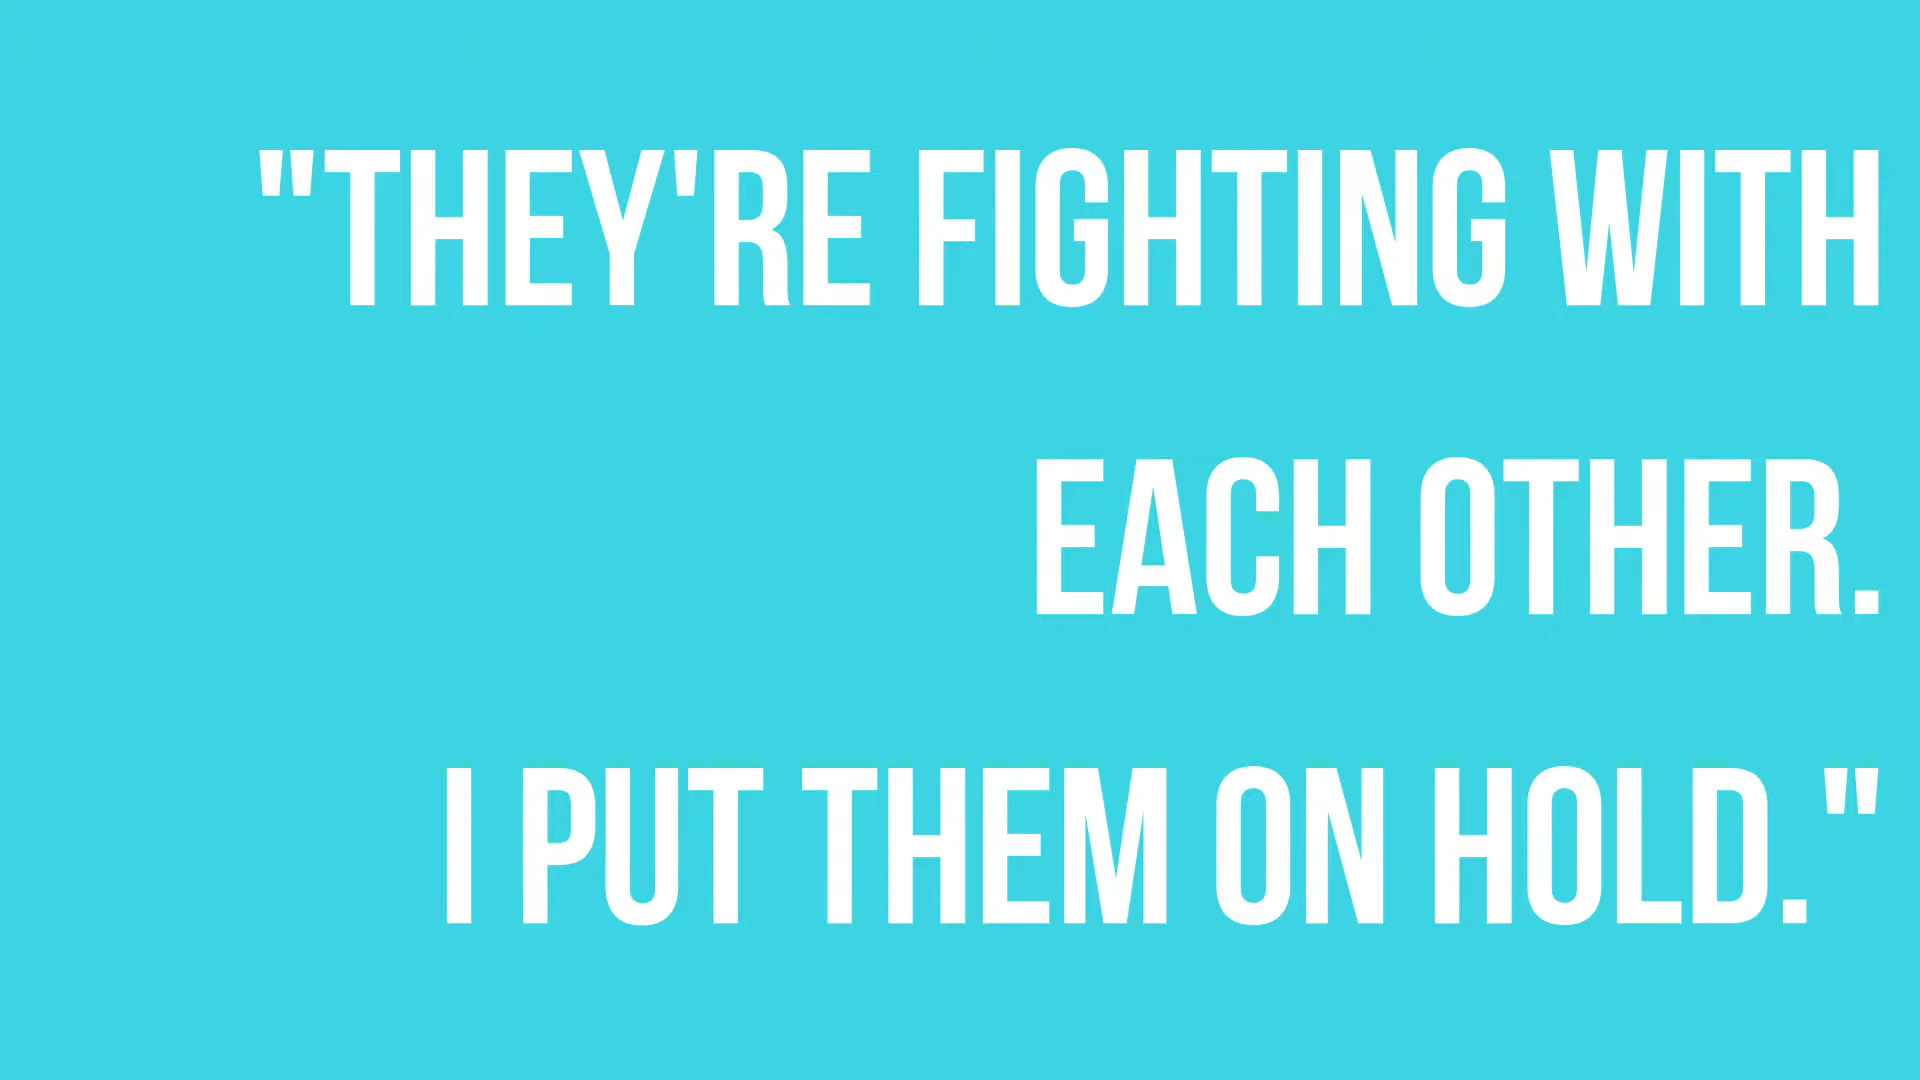 "THEY'RE FIGHTING WITH
EACH OTHER.
I PUT THEM ON HOLD."